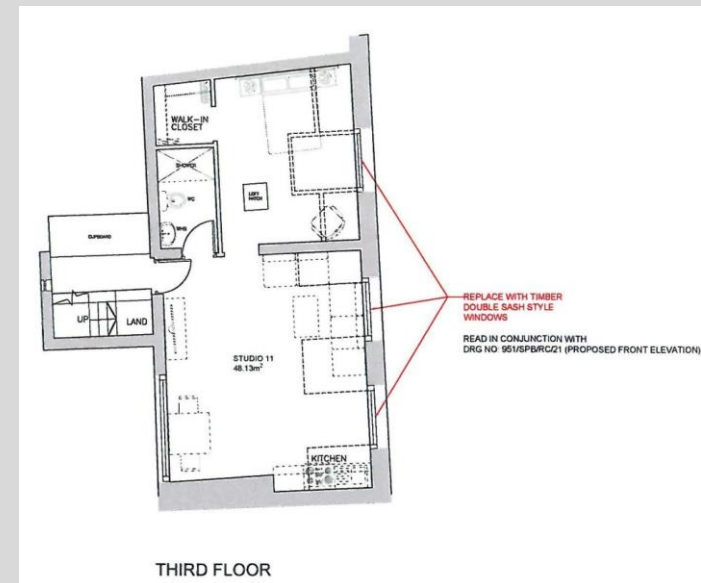 WALK-IN
CLOSET
SHOWER
WC
WHB
LOFT
HATCH
CUPBOARD
UP
LAND
STUDIO 11
48.13m²
KITCHEN
REPLACE WITH TIMBER
DOUBLE SASH STYLE
WINDOWS
READ IN CONJUNCTION WITH
DRG NO: 951/SPB/RC/21 (PROPOSED FRONT ELEVATION)
THIRD FLOOR